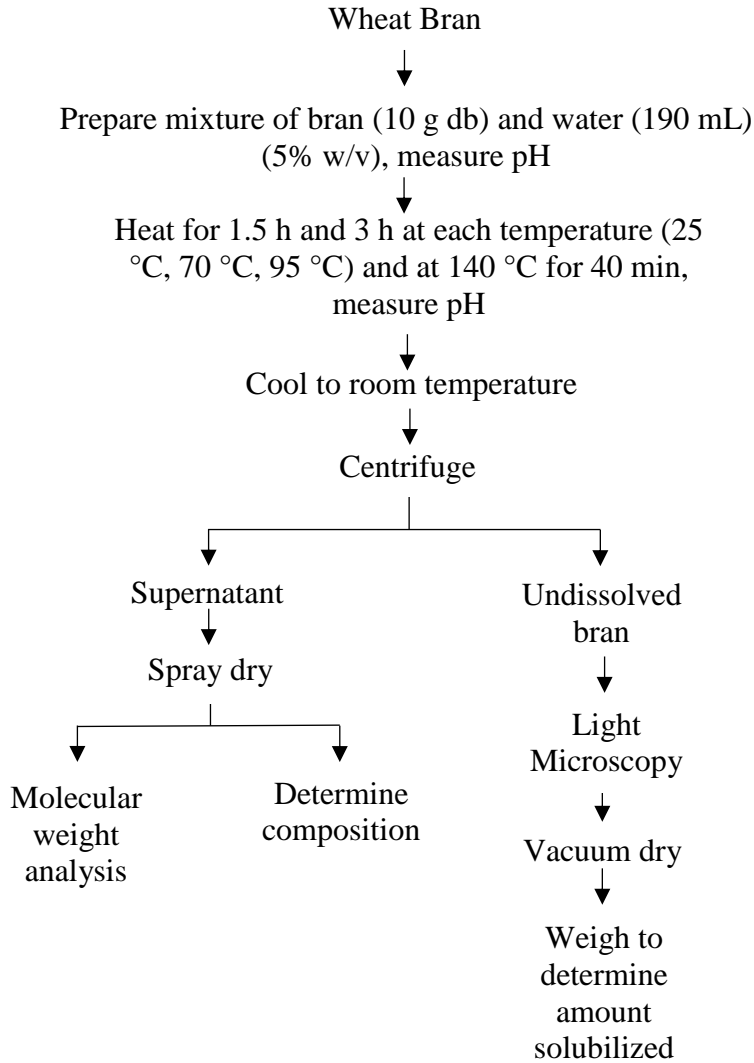 Wheat Bran
Prepare mixture of bran (10 g db) and water (190 mL)
(5% w/v), measure pH
Heat for 1.5 h and 3 h at each temperature (25
°C, 70 °C, 95 °C) and at 140 °C for 40 min,
measure pH
Cool to room temperature
Centrifuge
Supernatant
Spray dry
Molecular
weight
analysis
Determine
composition
Undissolved
bran
Light
Microscopy
Vacuum dry
Weigh to
determine
amount
solubilized